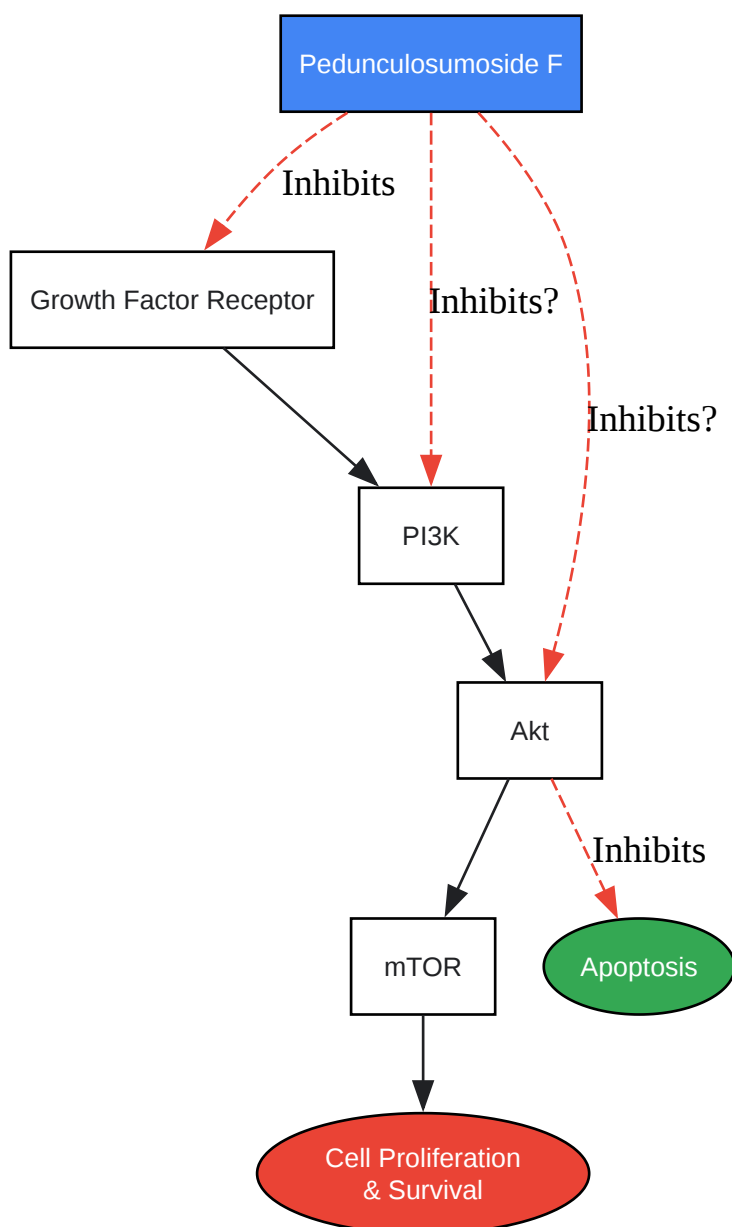 Pedunculosumoside F
Inhibits
Growth Factor Receptor
Inhibits?
Inhibits?
PI3K
Akt
Inhibits
mTOR
Apoptosis
Cell Proliferation
& Survival